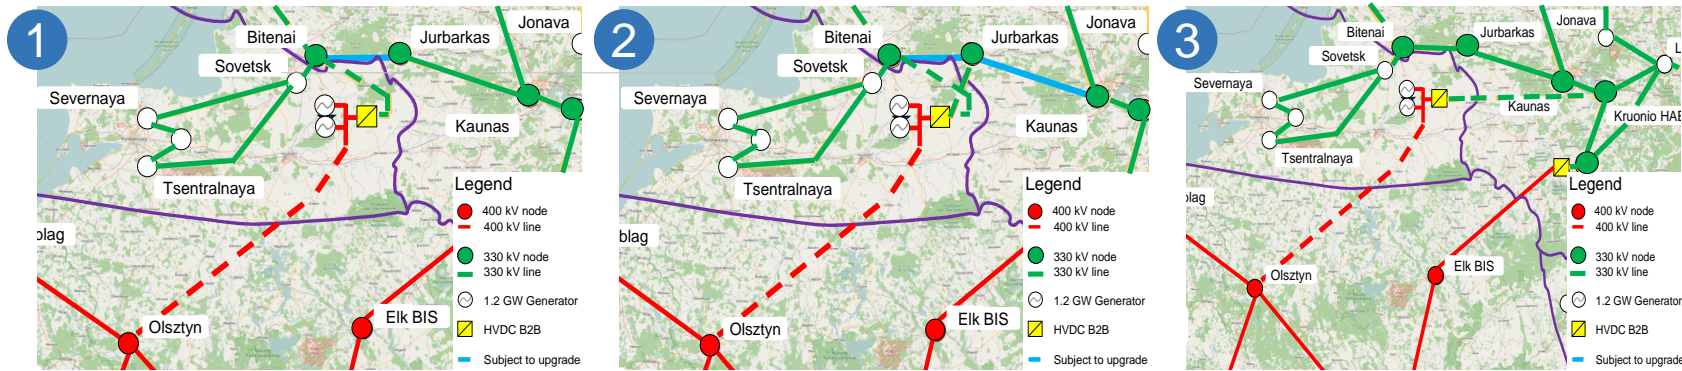 1
Bitenai
Jurbarkas
Jonava
Sovetsk
Severnaya
Kaunas
Tsentralnaya
Legend
400 kV node
400 kV line
blag
330 kV node
330 kV line
1.2 GW Generator
Olsztyn
Elk BIS
HVDC B2B
Subject to upgrade
2
Bitenai
Jurbarkas
Jonava
Sovetsk
Severnaya
Kaunas
Tsentralnaya
Legend
400 kV node
400 kV line
blag
330 kV node
330 kV line
1.2 GW Generator
Olsztyn
Elk BIS
HVDC B2B
Subject to upgrade
3
Bitenai
Jurbarkas
Jonava
L
Sovetsk
Severnaya
Kaunas
Kruonio HAE
Tsentralnaya
Legend
olag
400 kV node
400 kV line
330 kV node
330 kV line
Olsztyn
Elk BIS
1.2 GW Generator
HVDC B2B
Subject to upgrade